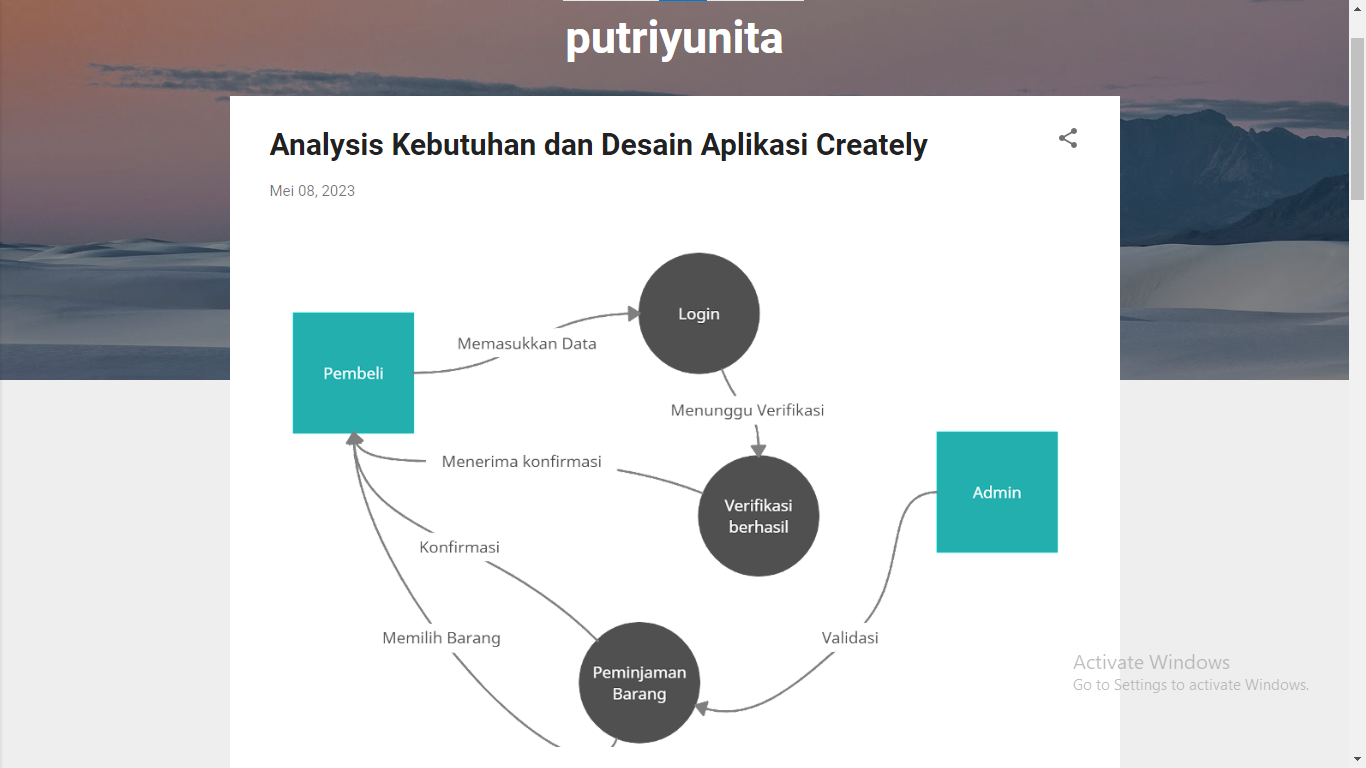 putriyunita
Analysis Kebutuhan dan Desain Aplikasi Creately
Mei 08, 2023
Login
Memasukkan Data
Pembeli
Menunggu Verifikasi
Menerima konfirmasi
Verifikasi
berhasil
Admin
Konfirmasi
Memilih Barang
Validasi
Peminjaman
Barang
Activate Windows
Go to Settings to activate Windows.